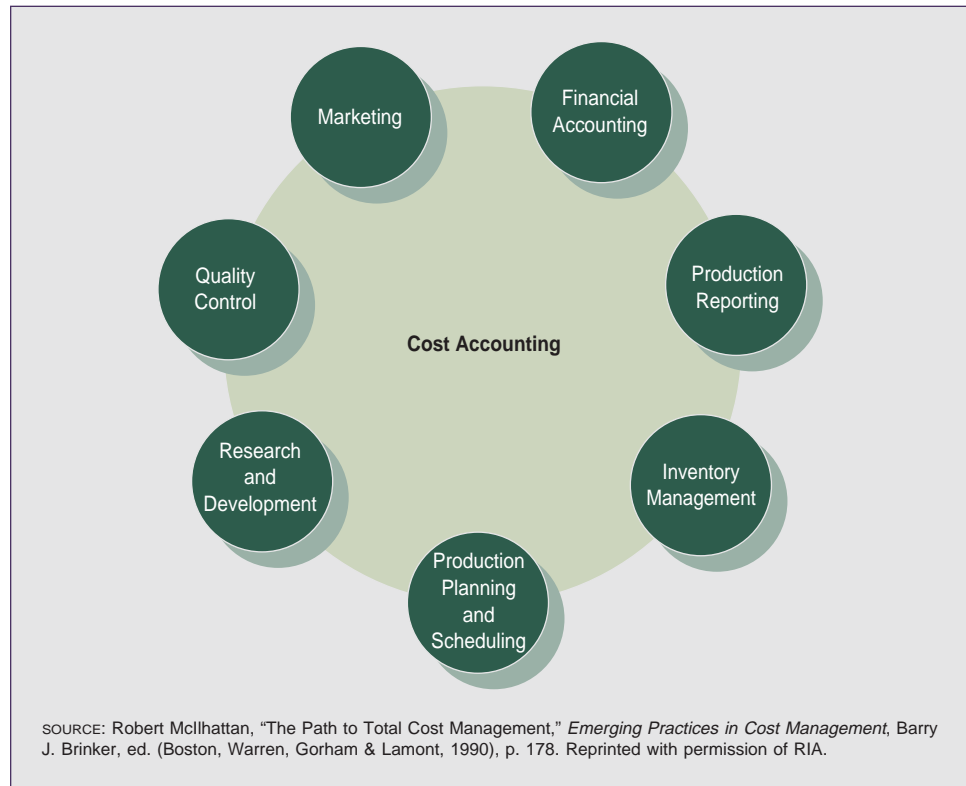 Marketing
Financial
Accounting
Quality
Control
Production
Reporting
Cost Accounting
Research
and
Development
Inventory
Management
Production
Planning
and
Scheduling
SOURCE: Robert McIlhattan, “The Path to Total Cost Management,” Emerging Practices in Cost Management, Barry
J. Brinker, ed. (Boston, Warren, Gorham & Lamont, 1990), p. 178. Reprinted with permission of RIA.